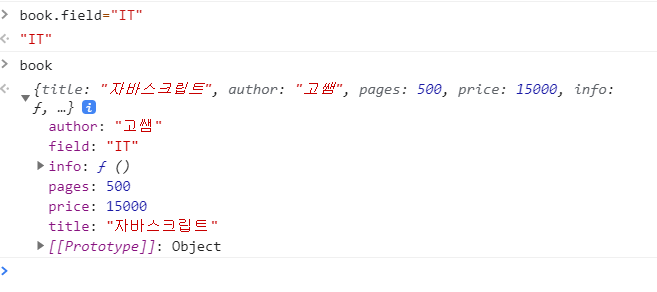 book.field="IT"
"IT"
book
{title: "자바스크립트", author: "고쌤", pages: 500, price: 15000, info:
ƒ, …} i
author: "고쌤"
field: "IT"
info: ƒ ()
pages: 500
price: 15000
title: "자바스크립트"
[[Prototype]]: Object